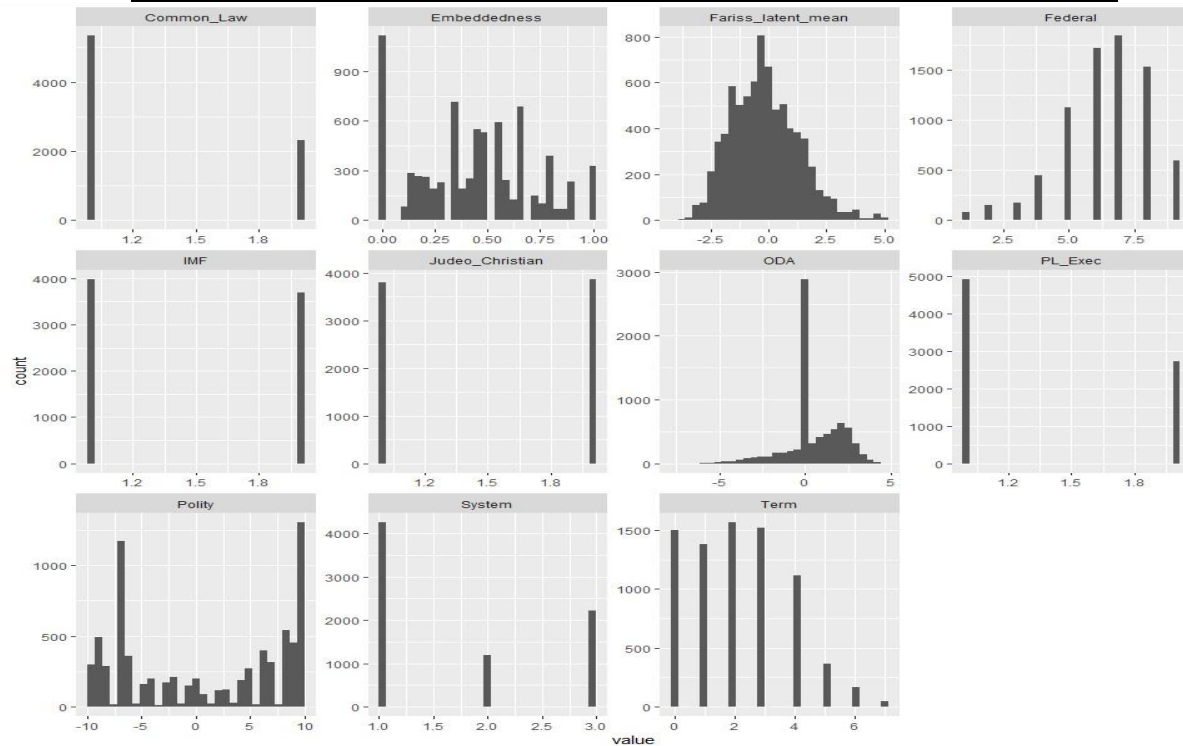 Common_Law
Embeddedness
Fariss_latent_mean
Federal
4000
2000
0
1.2 1.5 1.8
900
600
300
0
0.00 0.25 0.50 0.75 1.00
800
600
400
200
0
-2.5 0.0 2.5 5.0
1500
1000
500
0
2.5 5.0 7.5
IMF
Judeo_Christian
ODA
PL_Exec
4000
3000
2000
1000
0
1.2 1.5 1.8
4000
3000
2000
1000
0
1.2 1.5 1.8
3000
2000
1000
0
-5 0 5
5000
4000
3000
2000
1000
0
1.2 1.5 1.8
Polity
System
Term
1000
500
0
-10 -5 0 5 10
4000
3000
2000
1000
0
1.0 1.5 2.0 2.5 3.0
1500
1000
500
0
0 2 4 6
count
value